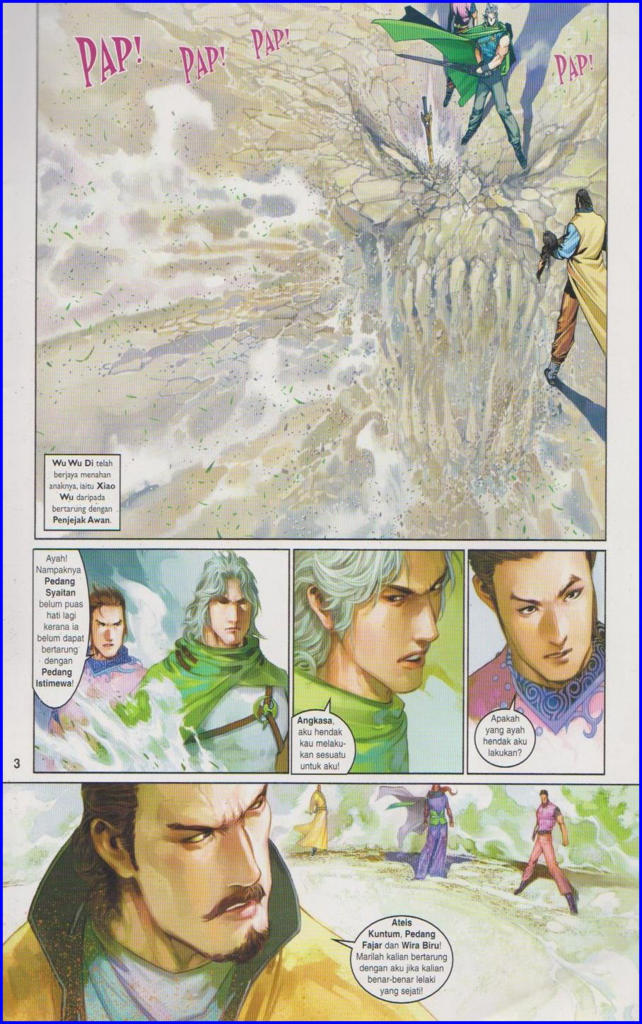 PAP!
PAP!
PAP!
PAP!
Wu Wu Di telah
berjaya menahan
anaknya, iaitu Xiao
Wu daripada
bertarung dengan
Penjejak Awan.
Ayah!
Nampaknya
Pedang
Syaitan
belum puas
hati lagi
kerana ia
belum dapat
bertarung
dengan
Pedang
Istimewa!
Angkasa,
aku hendak
kau melaku-
kan sesuatu
untuk aku!
Apakah
yang ayah
hendak aku
lakukan?
3
Ateis
Kuntum, Pedang
Fajar dan Wira Biru!
Marilah kalian bertarung
dengan aku jika kalian
benar-benar lelaki
yang sejati!